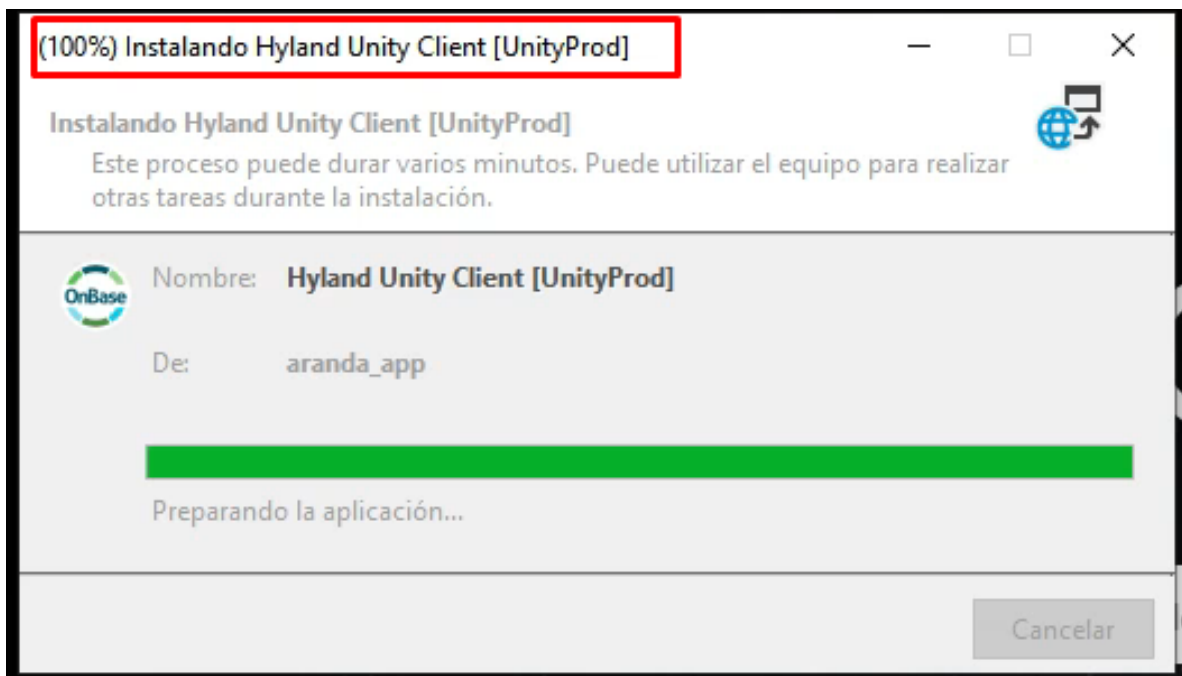 (100%) Instalando Hyland Unity Client [UnityProd]
Instalando Hyland Unity Client [UnityProd]
Este proceso puede durar varios minutos. Puede utilizar el equipo para realizar
otras tareas durante la instalación.
OnBase
Nombre: Hyland Unity Client [UnityProd]
De: aranda_app
Preparando la aplicación...
Cancelar